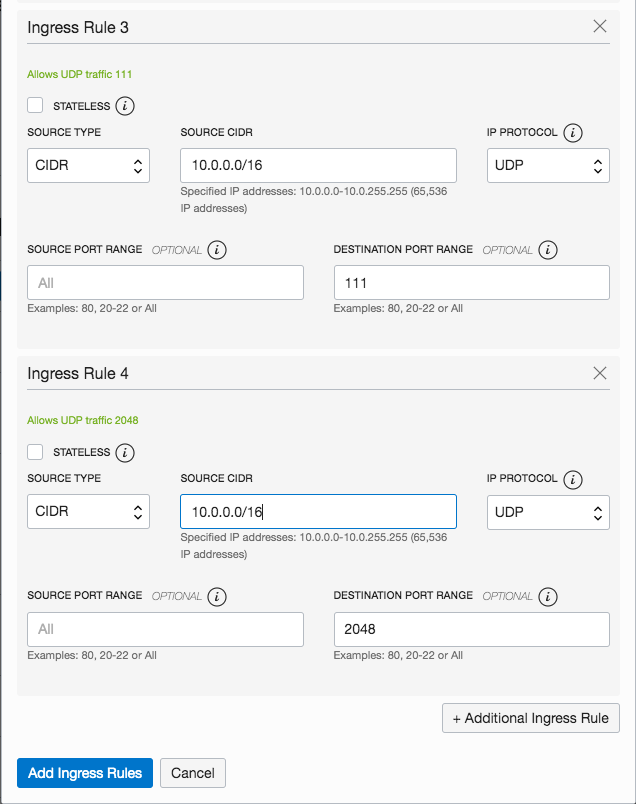 Ingress Rule 3
Allows UDP traffic 111
STATELESS i
SOURCE TYPE SOURCE CIDR IP PROTOCOL i
CIDR 10.0.0.0/16 UDP
Specified IP addresses: 10.0.0.0-10.0.255.255 (65,536
IP addresses)
SOURCE PORT RANGE OPTIONAL i DESTINATION PORT RANGE OPTIONAL i
All 111
Examples: 80, 20-22 or All Examples: 80, 20-22 or All
Ingress Rule 4
Allows UDP traffic 2048
STATELESS i
SOURCE TYPE SOURCE CIDR IP PROTOCOL i
CIDR 10.0.0.0/16 UDP
Specified IP addresses: 10.0.0.0-10.0.255.255 (65,536
IP addresses)
SOURCE PORT RANGE OPTIONAL i DESTINATION PORT RANGE OPTIONAL i
All 2048
Examples: 80, 20-22 or All Examples: 80, 20-22 or All
+ Additional Ingress Rule
Add Ingress Rules Cancel